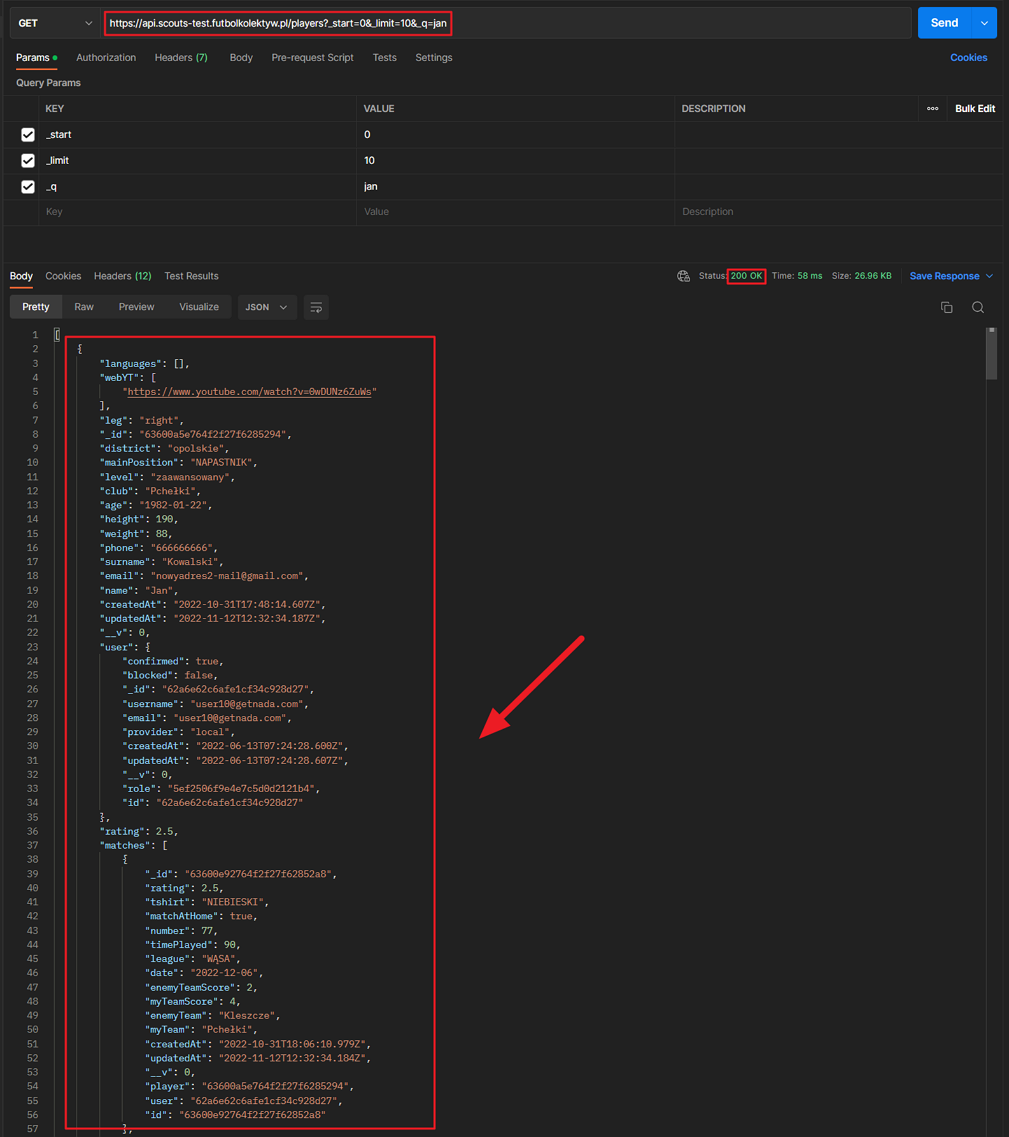 GET https://api.scouts-test.futbolkolektyw.pl/players?_start=0&_limit=10&_q=jan Send
Params Authorization Headers (7) Body Pre-request Script Tests Settings Cookies
Query Params
KEY VALUE DESCRIPTION Bulk Edit
_start 0
_limit 10
_q jan
Key Value Description
Body Cookies Headers (12) Test Results Status: 200 OK Time: 58 ms Size: 26.96 KB Save Response
Pretty Raw Preview Visualize JSON
1 [
2 {
3 "languages": [],
4 "webYT": [
5 "https://www.youtube.com/watch?v=0wDUNz6ZuWs"
6 ],
7 "leg": "right",
8 "_id": "63600a5e764f2f27f6285294",
9 "district": "opolskie",
10 "mainPosition": "NAPASTNIK",
11 "level": "zaawansowany",
12 "club": "Pchełki",
13 "age": "1982-01-22",
14 "height": 190,
15 "weight": 88,
16 "phone": "666666666",
17 "surname": "Kowalski",
18 "email": "nowyadres2-mail@gmail.com",
19 "name": "Jan",
20 "createdAt": "2022-10-31T17:48:14.607Z",
21 "updatedAt": "2022-11-12T12:32:34.187Z",
22 "__v": 0,
23 "user": {
24 "confirmed": true,
25 "blocked": false,
26 "_id": "62a6e62c6afe1cf34c928d27",
27 "username": "user10@getnada.com",
28 "email": "user10@getnada.com",
29 "provider": "local",
30 "createdAt": "2022-06-13T07:24:28.600Z",
31 "updatedAt": "2022-06-13T07:24:28.607Z",
32 "__v": 0,
33 "role": "5ef2506f9e4e7c5d0d2121b4",
34 "id": "62a6e62c6afe1cf34c928d27"
35 },
36 "rating": 2.5,
37 "matches": [
38 {
39 "_id": "63600e92764f2f27f62852a8",
40 "rating": 2.5,
41 "tshirt": "NIEBIESKI",
42 "matchAtHome": true,
43 "number": 77,
44 "timePlayed": 90,
45 "league": "WĄSA",
46 "date": "2022-12-06",
47 "enemyTeamScore": 2,
48 "myTeamScore": 4,
49 "enemyTeam": "Kleszcze",
50 "myTeam": "Pchełki",
51 "createdAt": "2022-10-31T18:06:10.979Z",
52 "updatedAt": "2022-11-12T12:32:34.184Z",
53 "__v": 0,
54 "player": "63600a5e764f2f27f6285294",
55 "user": "62a6e62c6afe1cf34c928d27",
56 "id": "63600e92764f2f27f62852a8"
57 },